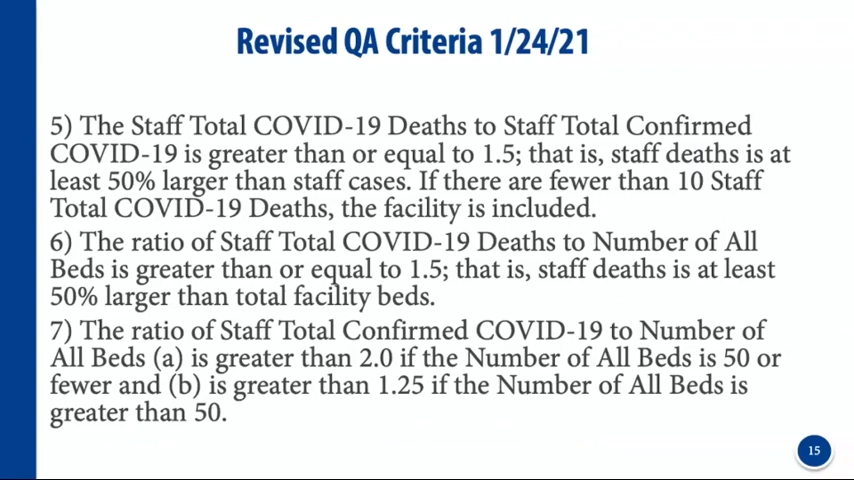 Revised QA Criteria 1/24/21
5) The Staff Total COVID-19 Deaths to Staff Total Confirmed
COVID-19 is greater than or equal to 1.5; that is, staff deaths is at
least 50% larger than staff cases. If there are fewer than 10 Staff
Total COVID-19 Deaths, the facility is included.
6) The ratio of Staff Total COVID-19 Deaths to Number of All
Beds is greater than or equal to 1.5; that is, staff deaths is at least
50% larger than total facility beds.
7) The ratio of Staff Total Confirmed COVID-19 to Number of
All Beds (a) is greater than 2.0 if the Number of All Beds is 50 or
fewer and (b) is greater than 1.25 if the Number of All Beds is
greater than 50.
15